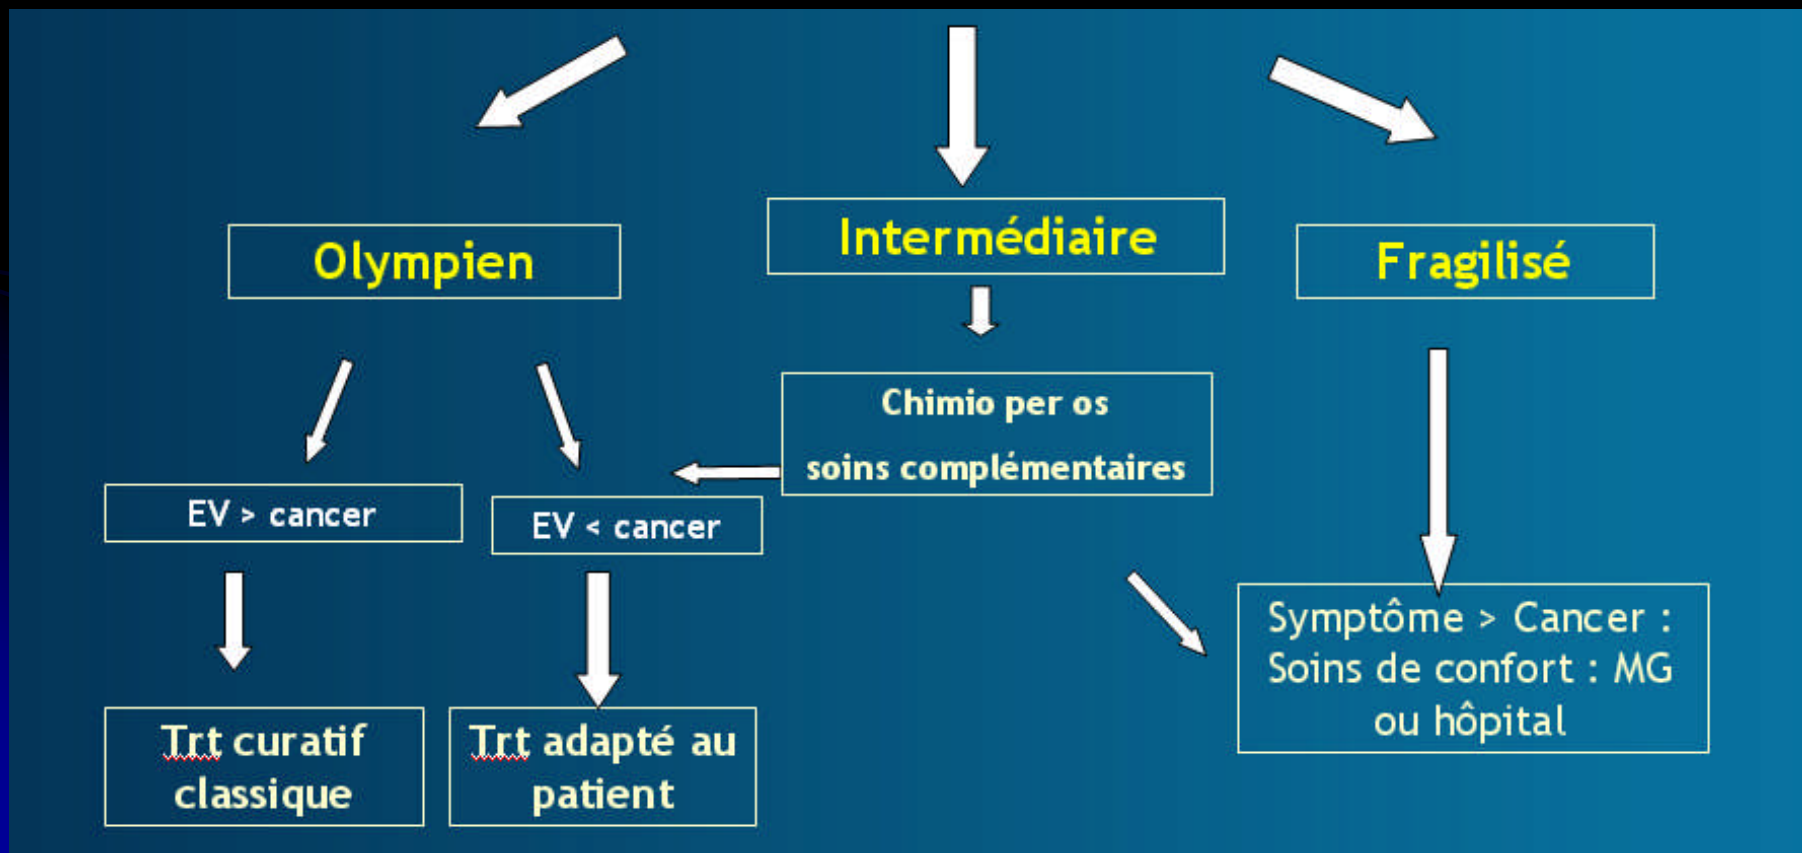 Olympien
Intermédiaire
Fragilisé
Chimio per os
soins complémentaires
EV > cancer
EV < cancer
Trt curatif
classique
Trt adapté au
patient
Symptôme > Cancer :
Soins de confort : MG
ou hôpital